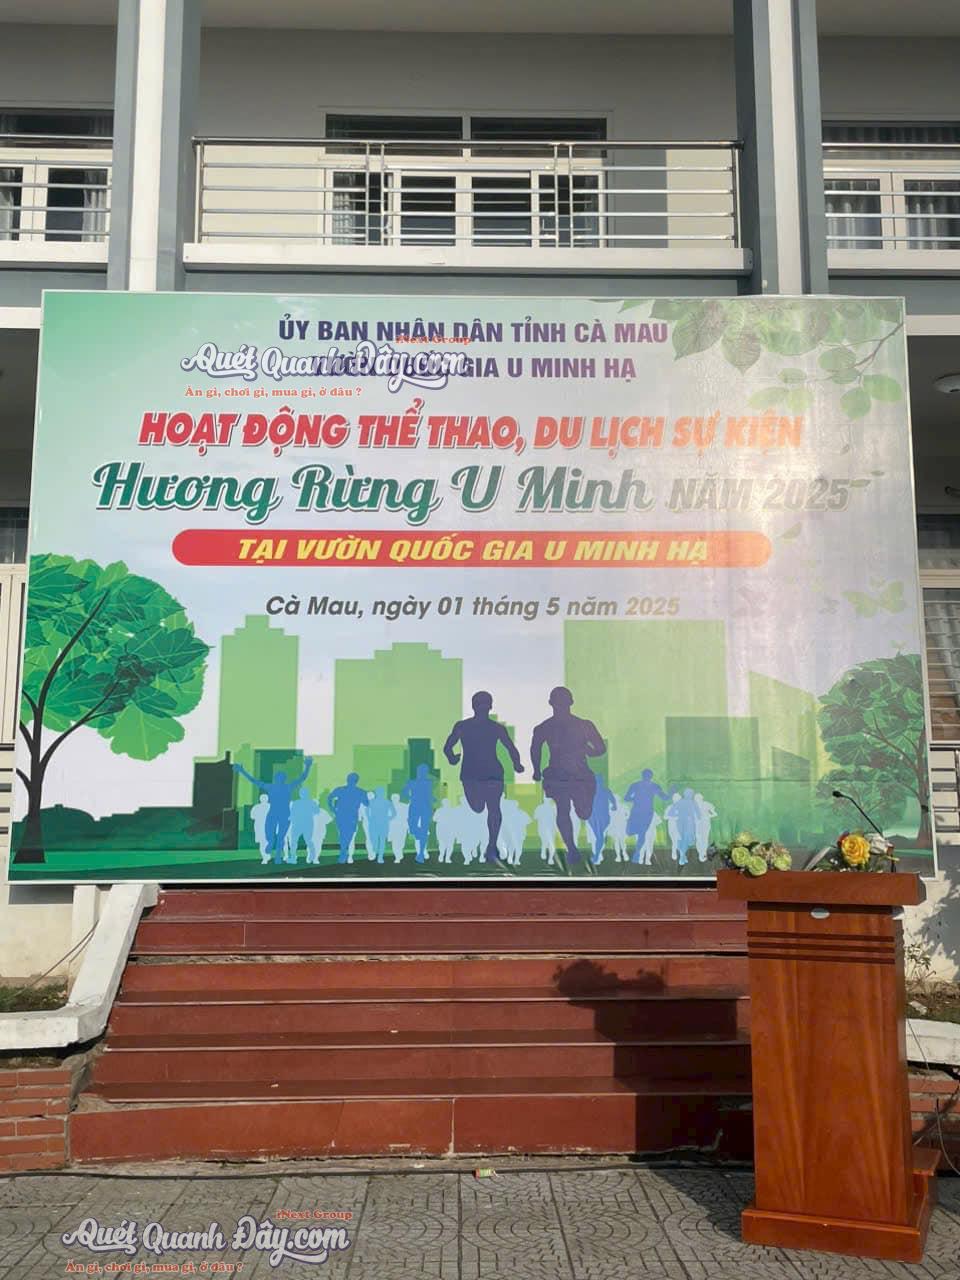 ỦY BAN NHÂN DÂN TỈNH CÀ MAU
GIA U MINH HẠ
iNext Group
Quét Quanh Đây.com
Ăn gì, chơi gì, mua gì, ở đâu ?
HOẠT ĐỘNG THỂ THAO, DU LỊCH SỰ KIỆN
Hương Rừng U Minh NĂM 2025
TẠI VƯỜN QUỐC GIA U MINH HẠ
Cà Mau, ngày 01 tháng 5 năm 2025
iNext Group
Quét Quanh Đây.com
Ăn gì, chơi gì, mua gì, ở đâu ?